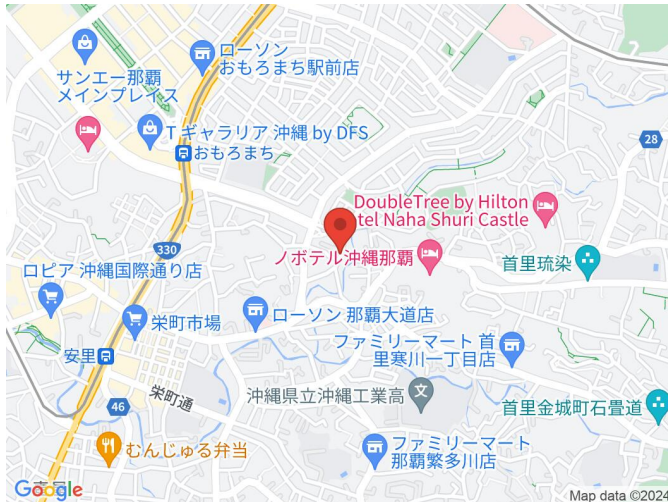 ローソン
おもろまち駅前店
サンエー那覇
メインプレイス
T ギャラリア 沖縄 by DFS
おもろまち
28
DoubleTree by Hilton
tel Naha Shuri Castle
330
ノボテル沖縄那覇
首里琉染
ロピア 沖縄国際通り店
栄町市場
ローソン 那覇大道店
ファミリーマート 首
里寒川一丁目店
安里
栄町通
沖縄県立沖縄工業高
46
首里金城町石畳道
むんじゅる弁当
ファミリーマート
那覇繁多川店
Google
Map data ©2024